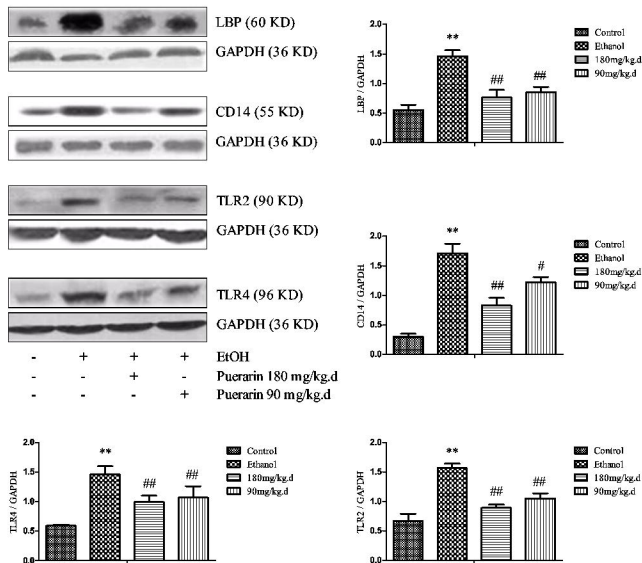 LBP (60 KD)
GAPDH (36 KD)
CD14 (55 KD)
GAPDH (36 KD)
TLR2 (90 KD)
GAPDH (36 KD)
TLR4 (96 KD)
GAPDH (36 KD)
- + + + EtOH
- - + - Puerarin 180 mg/kg.d
- - - + Puerarin 90 mg/kg.d
LBP / GAPDH
2.0
1.5
1.0
0.5
0.0
**
##
##
Control
Ethanol
180mg/kg.d
90mg/kg.d
CD14 / GAPDH
2.0
1.5
1.0
0.5
0.0
**
##
#
Control
Ethanol
180mg/kg.d
90mg/kg.d
TLR4 / GAPDH
2.0
1.5
1.0
0.5
0.0
**
##
##
Control
Ethanol
180mg/kg.d
90mg/kg.d
TLR2 / GAPDH
2.0
1.5
1.0
0.5
0.0
**
##
##
Control
Ethanol
180mg/kg.d
90mg/kg.d